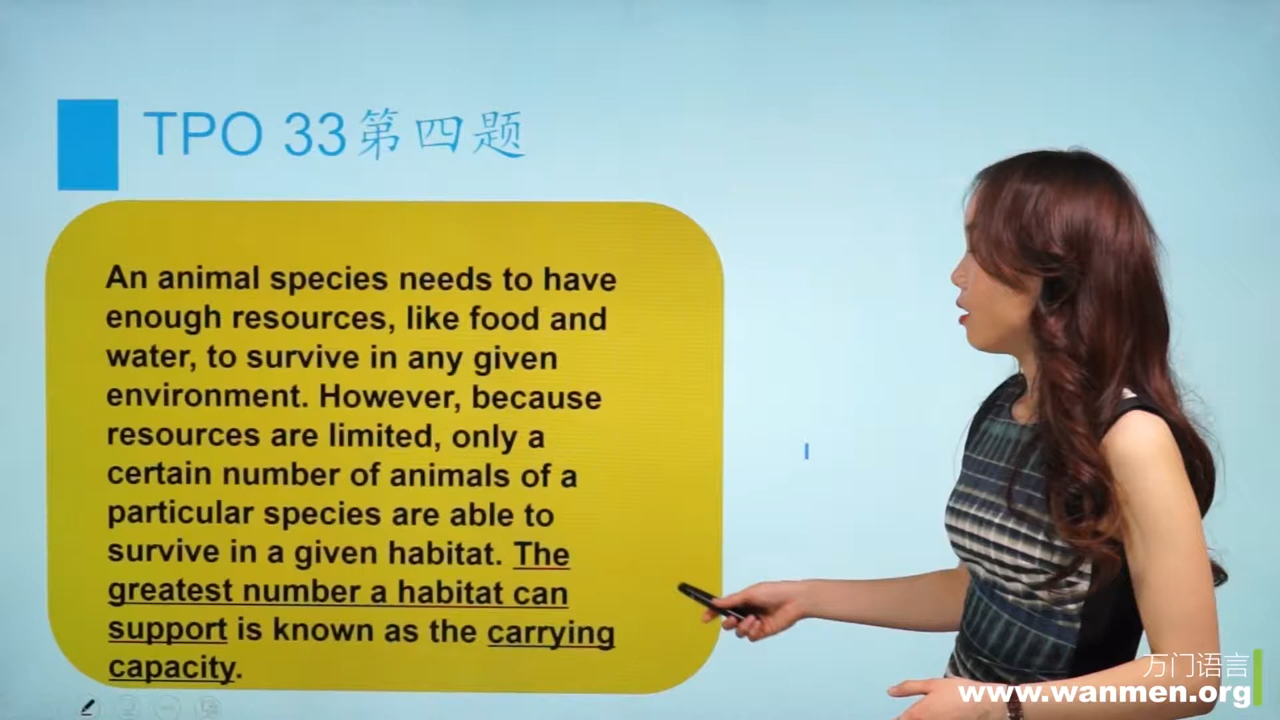 TPO 33第四题
An animal species needs to have
enough resources, like food and
water, to survive in any given
environment. However, because
resources are limited, only a
certain number of animals of a
particular species are able to
survive in a given habitat. The
greatest number a habitat can
support is known as the carrying
capacity.
万门语言
www.wanmen.org